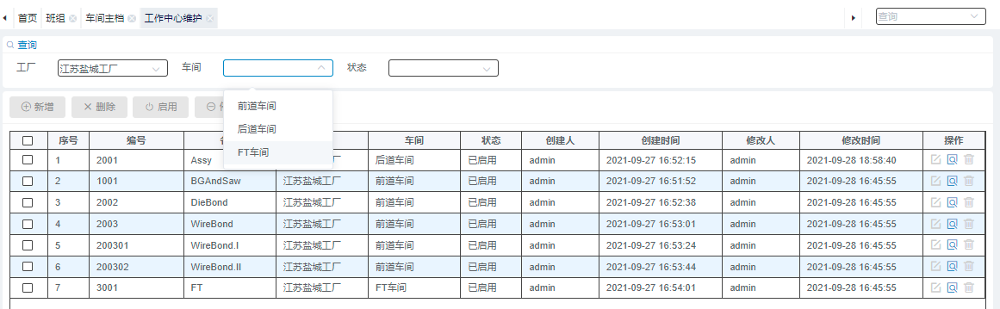 首页 班组 车间主档 工作中心维护 查询
查询
工厂 江苏盐城工厂 车间 状态
前道车间
新增 删除 启用
后道车间
FT车间
序号 编号 车间 状态 创建人 创建时间 修改人 修改时间 操作
1 2001 Assy 江苏盐城工厂 后道车间 已启用 admin 2021-09-27 16:52:15 admin 2021-09-28 18:58:40
2 1001 BGAndSaw 江苏盐城工厂 前道车间 已启用 admin 2021-09-27 16:51:52 admin 2021-09-28 16:45:55
3 2002 DieBond 江苏盐城工厂 前道车间 已启用 admin 2021-09-27 16:52:38 admin 2021-09-28 16:45:55
4 2003 WireBond 江苏盐城工厂 前道车间 已启用 admin 2021-09-27 16:53:01 admin 2021-09-28 16:45:55
5 200301 WireBond.I 江苏盐城工厂 前道车间 已启用 admin 2021-09-27 16:53:24 admin 2021-09-28 16:45:55
6 200302 WireBond.II 江苏盐城工厂 前道车间 已启用 admin 2021-09-27 16:53:44 admin 2021-09-28 16:45:55
7 3001 FT 江苏盐城工厂 FT车间 已启用 admin 2021-09-27 16:54:01 admin 2021-09-28 16:45:55